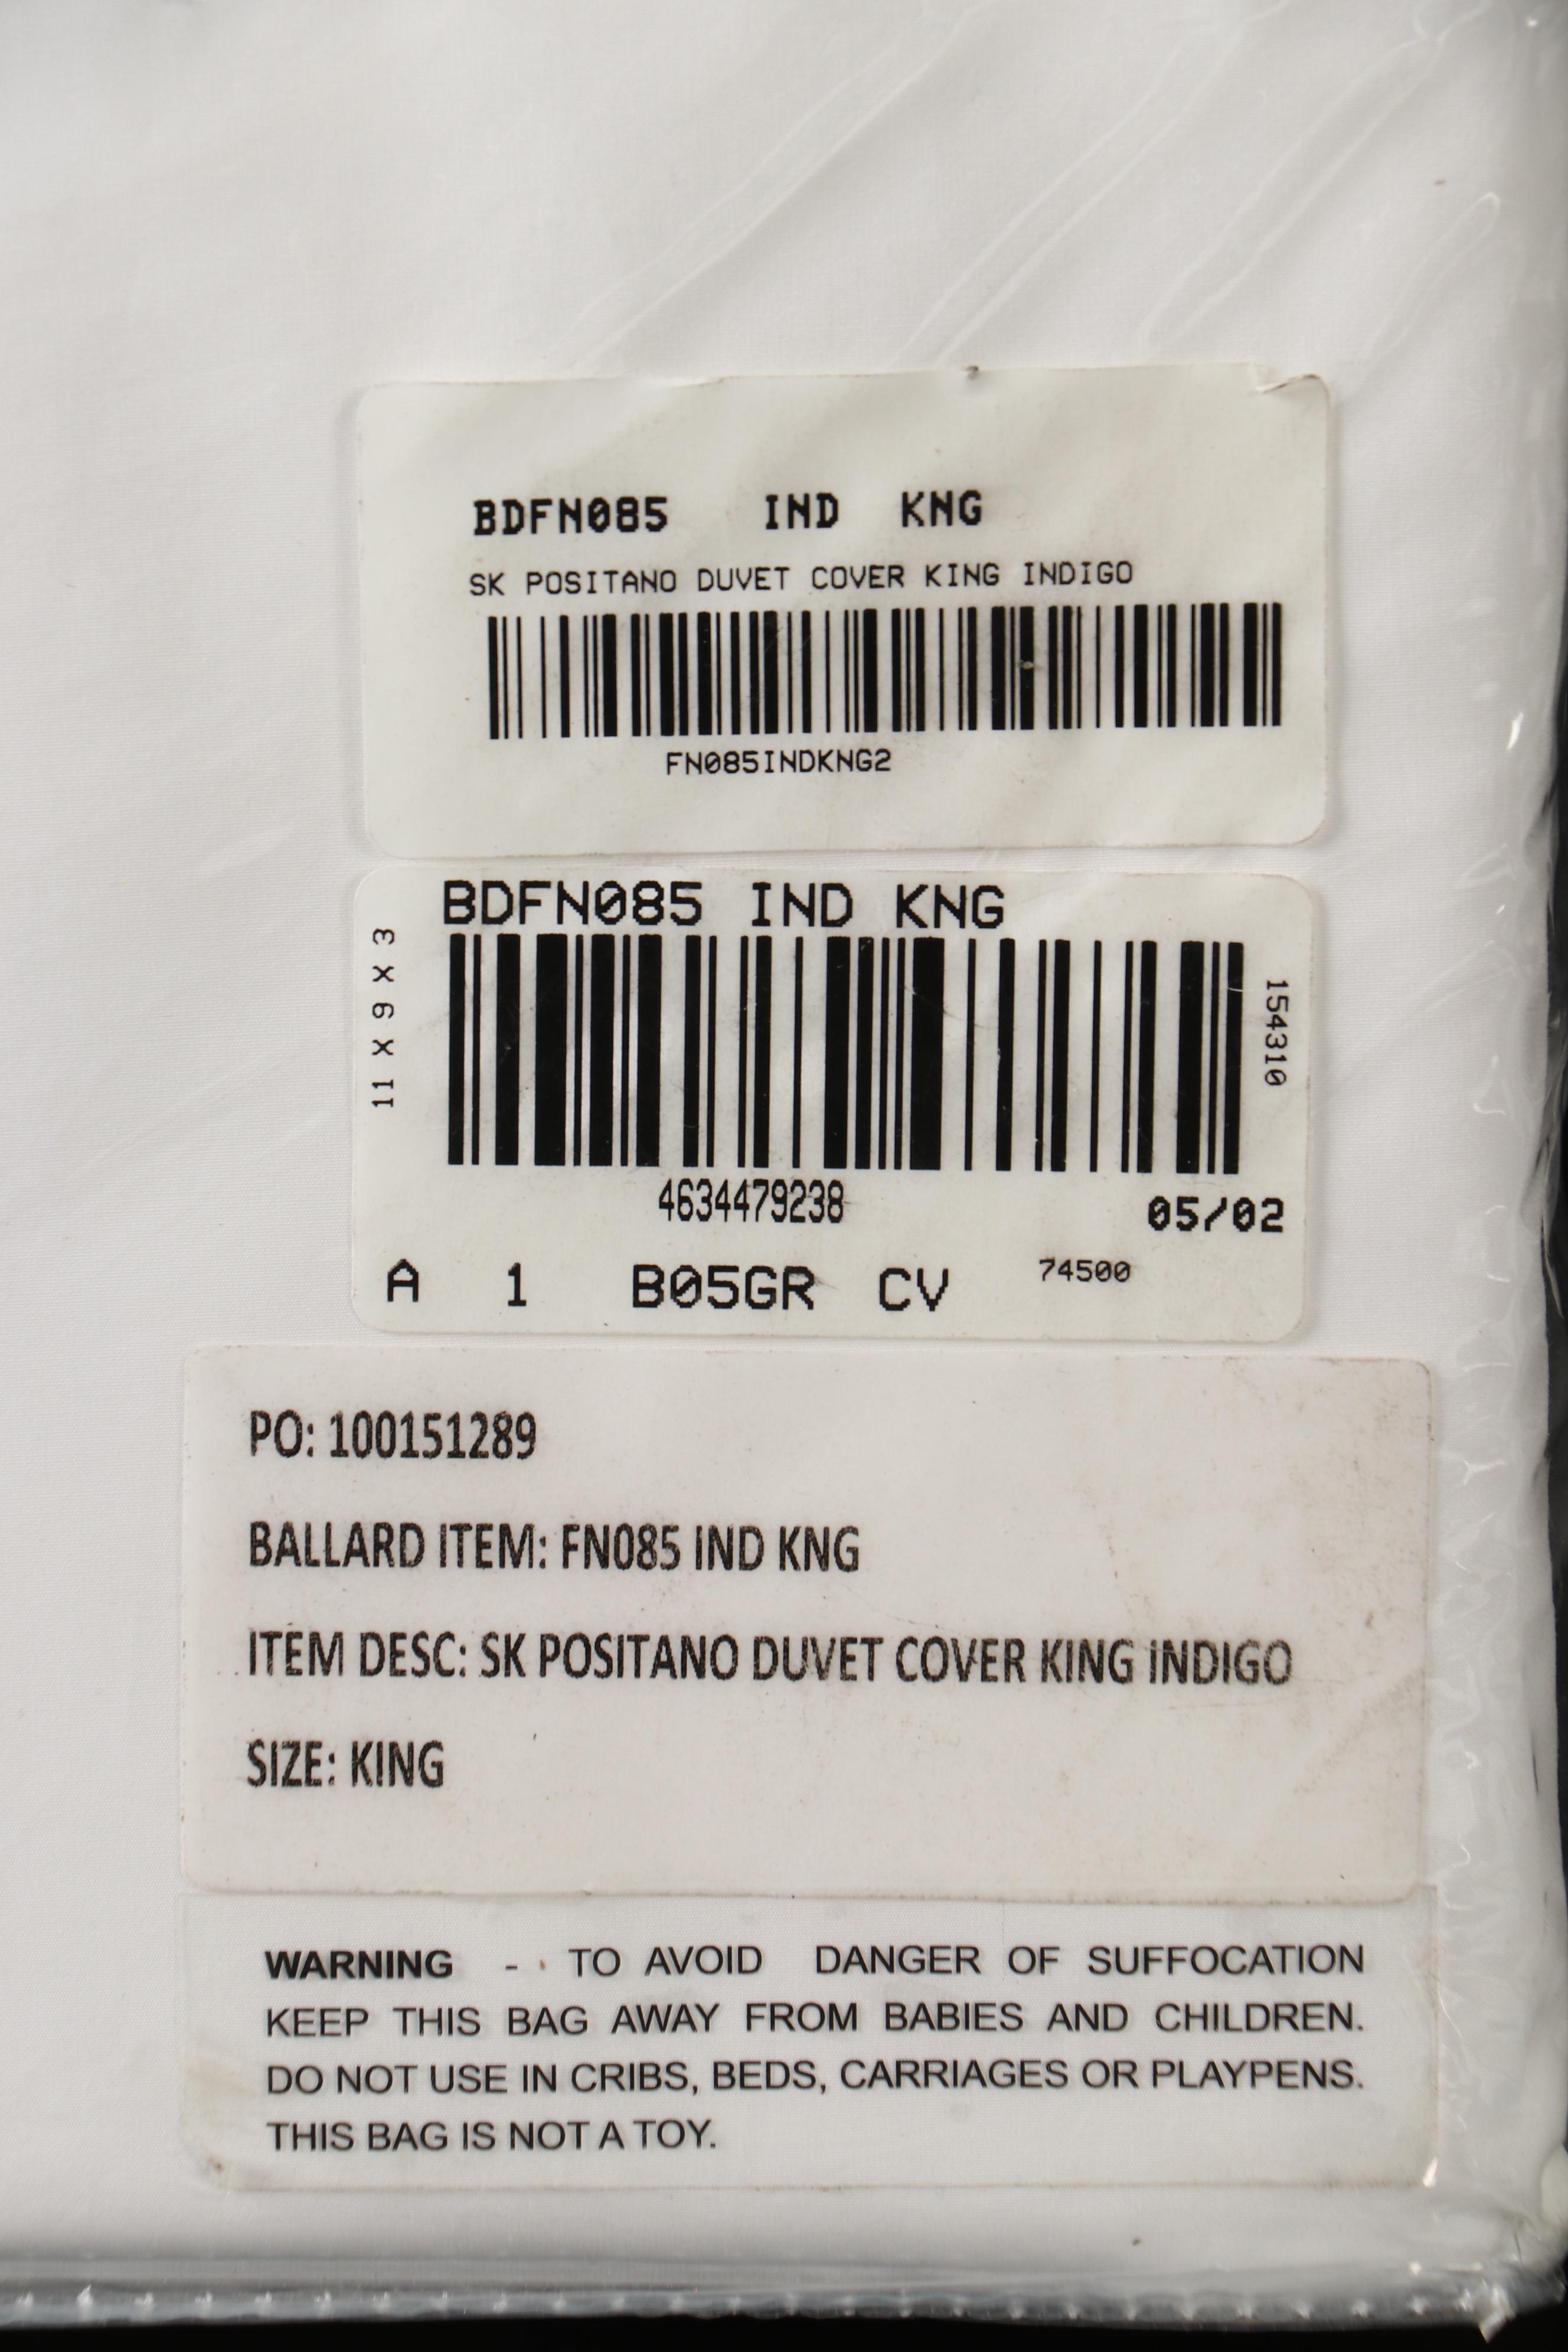 BDFN085 IND KNG
SK POSITANO DUVET COVER KING INDIGO
FN085INDKNG2
BDFN085 IND KNG
11 X 9 X 3
154310
4634479238
05/02
A 1 B05GR CV 74500
PO: 100151289
BALLARD ITEM: FN085 IND KNG
ITEM DESC: SK POSITANO DUVET COVER KING INDIGO
SIZE: KING
WARNING - TO AVOID DANGER OF SUFFOCATION
KEEP THIS BAG AWAY FROM BABIES AND CHILDREN.
DO NOT USE IN CRIBS, BEDS, CARRIAGES OR PLAYPENS.
THIS BAG IS NOT A TOY.